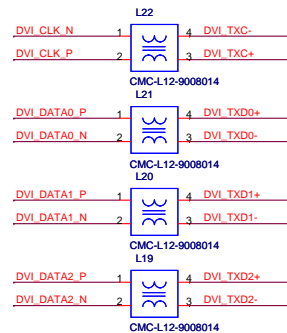 L22
DVI_CLK_N 1 4 DVI_TXC-
DVI_CLK_P 2 3 DVI_TXC+
CMC-L12-9008014
L21
DVI_DATA0_P 1 4 DVI_TXD0+
DVI_DATA0_N 2 3 DVI_TXD0-
CMC-L12-9008014
L20
DVI_DATA1_P 1 4 DVI_TXD1+
DVI_DATA1_N 2 3 DVI_TXD1-
CMC-L12-9008014
L19
DVI_DATA2_P 1 4 DVI_TXD2+
DVI_DATA2_N 2 3 DVI_TXD2-
CMC-L12-9008014